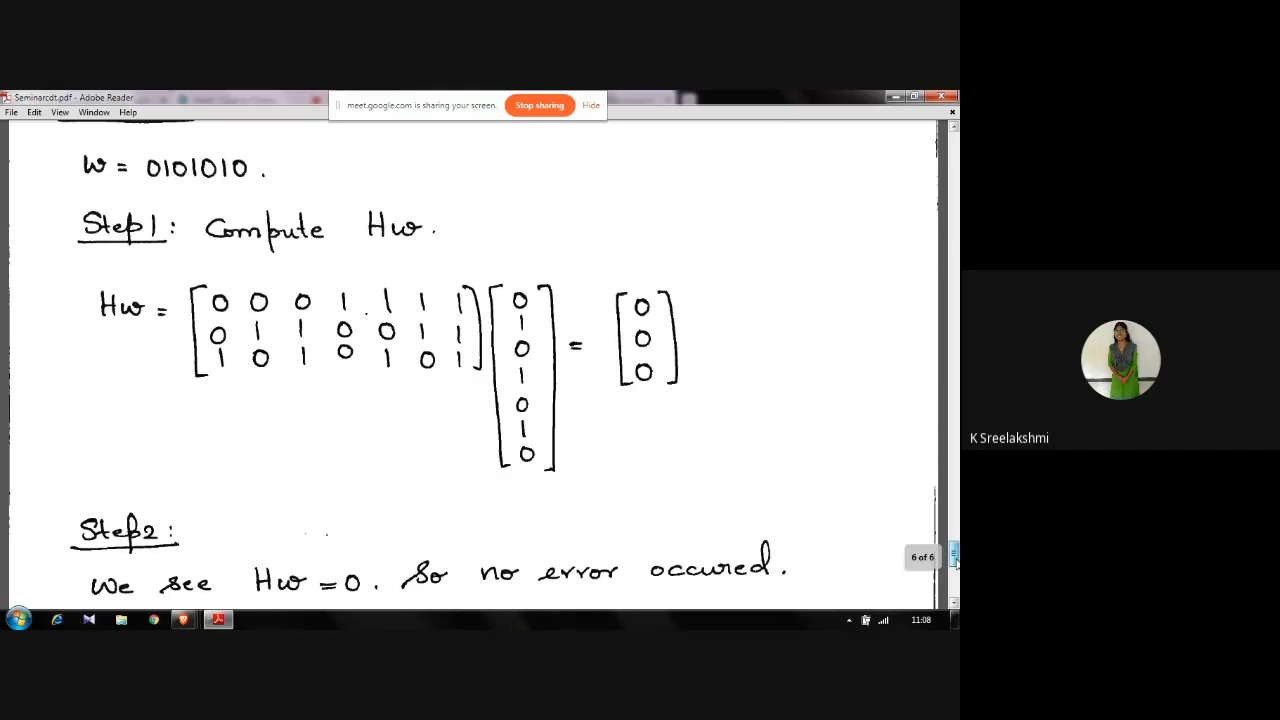 Seminarcdt.pdf - Adobe Reader
File Edit View Window Help
meet.google.com is sharing your screen. Stop sharing Hide
W = 0101010 .
Step1 : Compute Hw .
Hw = [ 0 0 0 1 1 1 1 ] [ 0 ] = [ 0 ]
0 1 1 0 0 1 1 1 0
1 0 1 0 1 0 1 0 0
1
0
1
0
Step2 :
We see Hw = 0 . So no error occured .
6 of 6
K Sreelakshmi
11:08